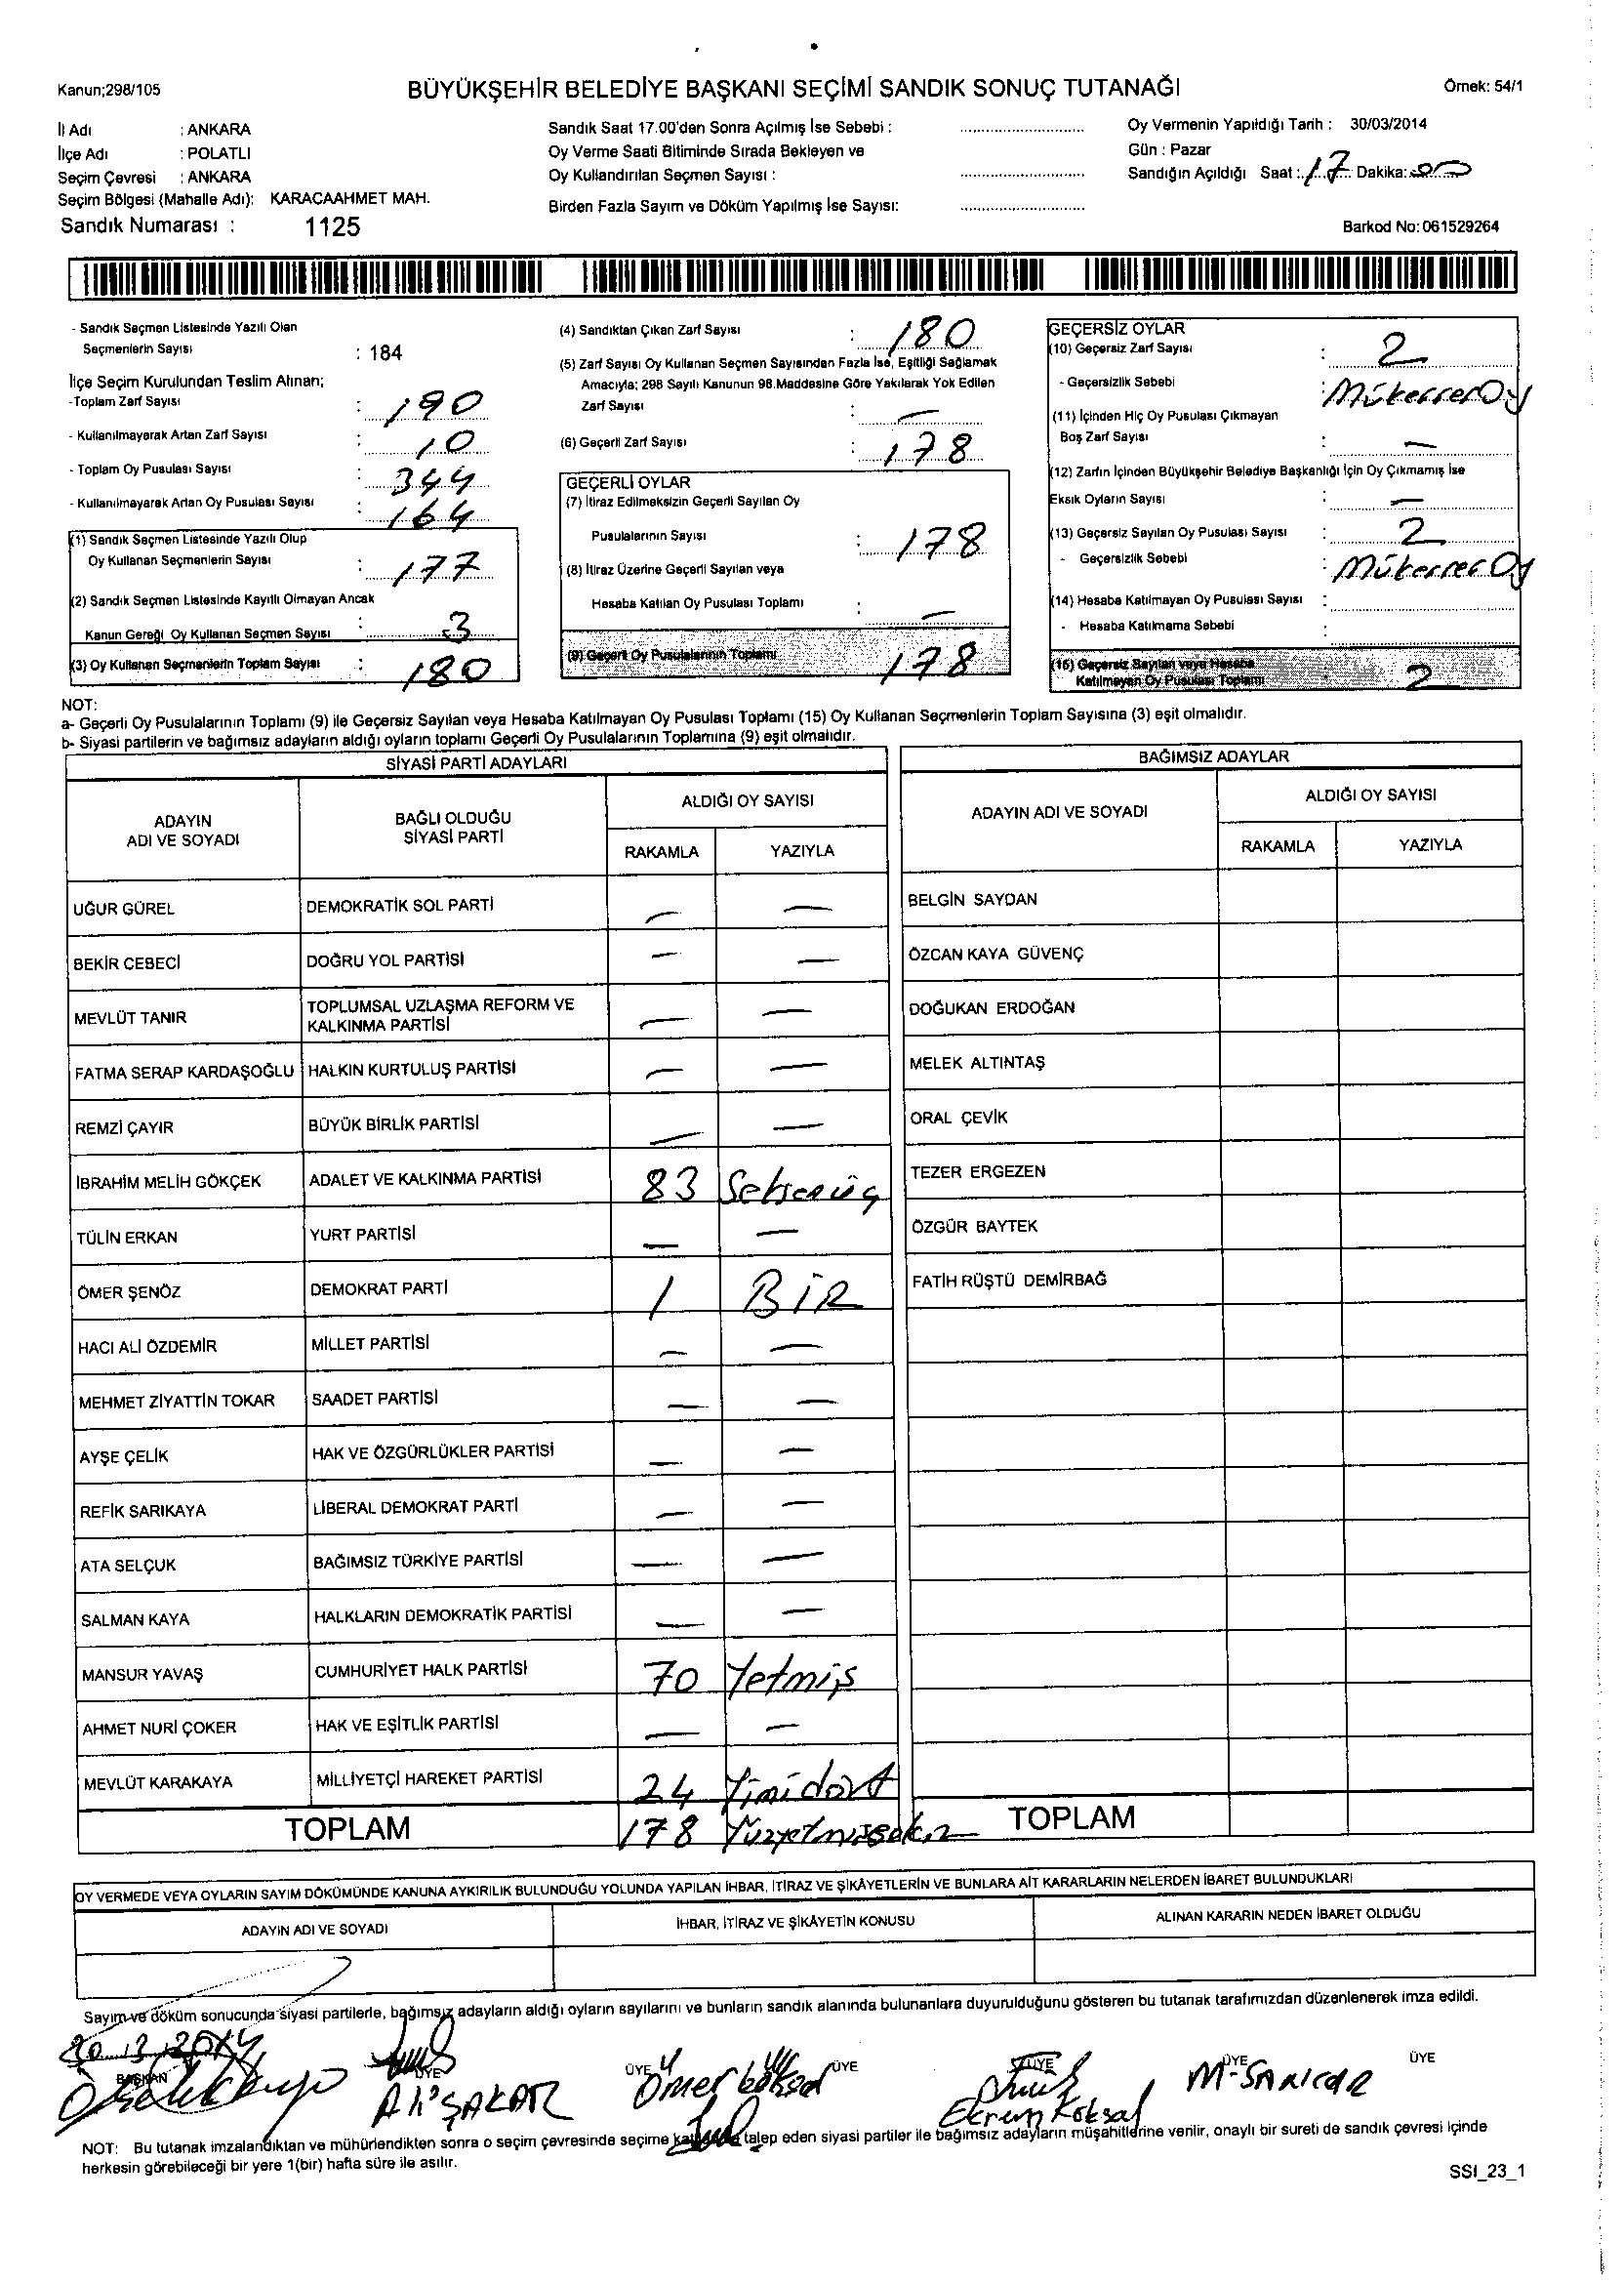 Kanun;298/105
BÜYÜKŞEHİR BELEDİYE BAŞKANI SEÇİMİ SANDIK SONUÇ TUTANAĞI
Örnek: 54/1
İl Adı : ANKARA
İlçe Adı : POLATLI
Seçim Çevresi : ANKARA
Seçim Bölgesi (Mahalle Adı): KARACAAHMET MAH.
Sandık Numarası : 1125
Sandık Saat 17.00'den Sonra Açılmış İse Sebebi :
Oy Verme Saati Bitiminde Sırada Bekleyen ve
Oy Kullandırılan Seçmen Sayısı :
Birden Fazla Sayım ve Döküm Yapılmış İse Sayısı:
Oy Vermenin Yapıldığı Tarih : 30/03/2014
Gün : Pazar
Sandığın Açıldığı Saat : 17 Dakika: 00
Barkod No: 061529264
- Sandık Seçmen Listesinde Yazılı Olan
Seçmenlerin Sayısı : 184
İlçe Seçim Kurulundan Teslim Alınan;
-Toplam Zarf Sayısı : 190
- Kullanılmayarak Artan Zarf Sayısı : 10
- Toplam Oy Pusulası Sayısı : 344
- Kullanılmayarak Artan Oy Pusulası Sayısı : 164
(1) Sandık Seçmen Listesinde Yazılı Olup
Oy Kullanan Seçmenlerin Sayısı : 177
(2) Sandık Seçmen Listesinde Kayıtlı Olmayan Ancak
Kanun Gereği Oy Kullanan Seçmen Sayısı : 3
(3) Oy Kullanan Seçmenlerin Toplam Sayısı : 180
(4) Sandıktan Çıkan Zarf Sayısı : 180
(5) Zarf Sayısı Oy Kullanan Seçmen Sayısından Fazla İse, Eşitliği Sağlamak
Amacıyla; 298 Sayılı Kanunun 98.Maddesine Göre Yakılarak Yok Edilen
Zarf Sayısı : —
(6) Geçerli Zarf Sayısı : 178
GEÇERLİ OYLAR
(7) İtiraz Edilmeksizin Geçerli Sayılan Oy
Pusulalarının Sayısı : 178
(8) İtiraz Üzerine Geçerli Sayılan veya
Hesaba Katılan Oy Pusulası Toplamı : —
(9) Geçerli Oy Pusulalarının Toplamı 178
GEÇERSİZ OYLAR
(10) Geçersiz Zarf Sayısı : 2
- Geçersizlik Sebebi : Mükerrer Oy
(11) İçinden Hiç Oy Pusulası Çıkmayan
Boş Zarf Sayısı : —
(12) Zarfın İçinden Büyükşehir Belediye Başkanlığı İçin Oy Çıkmamış İse
Eksik Oyların Sayısı : —
(13) Geçersiz Sayılan Oy Pusulası Sayısı : 2
- Geçersizlik Sebebi : Mükerrer Oy
(14) Hesaba Katılmayan Oy Pusulası Sayısı :
- Hesaba Katılmama Sebebi :
(15) Geçersiz Sayılan veya Hesaba
Katılmayan Oy Pusulası Toplamı 2
NOT:
a- Geçerli Oy Pusulalarının Toplamı (9) ile Geçersiz Sayılan veya Hesaba Katılmayan Oy Pusulası Toplamı (15) Oy Kullanan Seçmenlerin Toplam Sayısına (3) eşit olmalıdır.
b- Siyasi partilerin ve bağımsız adayların aldığı oyların toplamı Geçerli Oy Pusulalarının Toplamına (9) eşit olmalıdır.
SİYASİ PARTİ ADAYLARI
ADAYIN ADI VE SOYADI BAĞLI OLDUĞU SİYASİ PARTİ ALDIĞI OY SAYISI
RAKAMLA YAZIYLA
UĞUR GÜREL DEMOKRATİK SOL PARTİ — —
BEKİR CEBECİ DOĞRU YOL PARTİSİ — —
MEVLÜT TANIR TOPLUMSAL UZLAŞMA REFORM VE KALKINMA PARTİSİ — —
FATMA SERAP KARDAŞOĞLU HALKIN KURTULUŞ PARTİSİ — —
REMZİ ÇAYIR BÜYÜK BİRLİK PARTİSİ — —
İBRAHİM MELİH GÖKÇEK ADALET VE KALKINMA PARTİSİ 83 Seksenüç
TÜLİN ERKAN YURT PARTİSİ — —
ÖMER ŞENÖZ DEMOKRAT PARTİ 1 BİR
HACI ALİ ÖZDEMİR MİLLET PARTİSİ — —
MEHMET ZİYATTİN TOKAR SAADET PARTİSİ — —
AYŞE ÇELİK HAK VE ÖZGÜRLÜKLER PARTİSİ — —
REFİK SARIKAYA LİBERAL DEMOKRAT PARTİ — —
ATA SELÇUK BAĞIMSIZ TÜRKİYE PARTİSİ — —
SALMAN KAYA HALKLARIN DEMOKRATİK PARTİSİ — —
MANSUR YAVAŞ CUMHURİYET HALK PARTİSİ 70 Yetmiş
AHMET NURİ ÇOKER HAK VE EŞİTLİK PARTİSİ — —
MEVLÜT KARAKAYA MİLLİYETÇİ HAREKET PARTİSİ 24 Yimidört
TOPLAM 178
BAĞIMSIZ ADAYLAR
ADAYIN ADI VE SOYADI ALDIĞI OY SAYISI
RAKAMLA YAZIYLA
BELGİN SAYDAN
ÖZCAN KAYA GÜVENÇ
DOĞUKAN ERDOĞAN
MELEK ALTINTAŞ
ORAL ÇEVİK
TEZER ERGEZEN
ÖZGÜR BAYTEK
FATİH RÜŞTÜ DEMİRBAĞ
TOPLAM
OY VERMEDE VEYA OYLARIN SAYIM DÖKÜMÜNDE KANUNA AYKIRILIK BULUNDUĞU YOLUNDA YAPILAN İHBAR, İTİRAZ VE ŞİKÂYETLERİN VE BUNLARA AİT KARARLARIN NELERDEN İBARET BULUNDUKLARI
ADAYIN ADI VE SOYADI İHBAR, İTİRAZ VE ŞİKÂYETİN KONUSU ALINAN KARARIN NEDEN İBARET OLDUĞU
Sayım ve döküm sonucunda siyasi partilerle, bağımsız adayların aldığı oyların sayılarını ve bunların sandık alanında bulunanlara duyurulduğunu gösteren bu tutanak tarafımızdan düzenlenerek imza edildi.
BAŞKAN ÜYE ÜYE ÜYE ÜYE ÜYE ÜYE
Ali ŞAKAR Ömer Köksal Ekrem Köksal
NOT: Bu tutanak imzalandıktan ve mühürlendikten sonra o seçim çevresinde seçime talep eden siyasi partiler ile bağımsız adayların müşahitlerine verilir, onaylı bir sureti de sandık çevresi içinde
herkesin görebileceği bir yere 1(bir) hafta süre ile asılır.
SSI_23_1